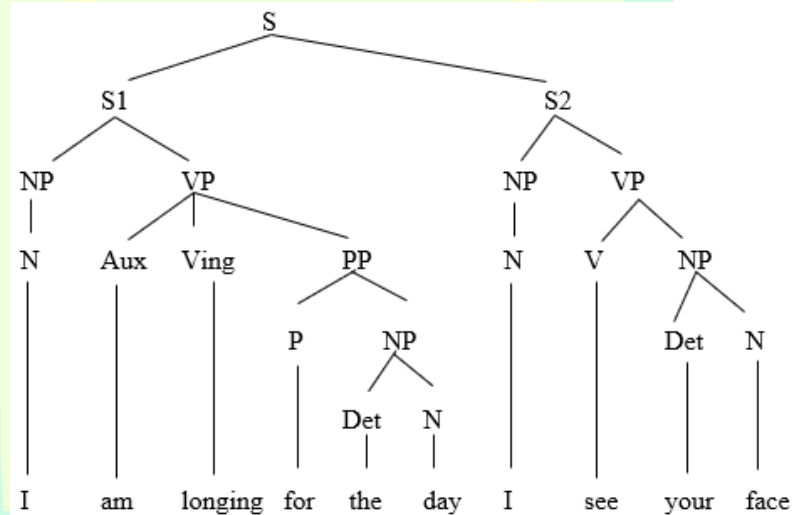 S
S1 S2
NP VP NP VP
N Aux Ving PP N V NP
P NP Det N
Det N
I am longing for the day I see your face